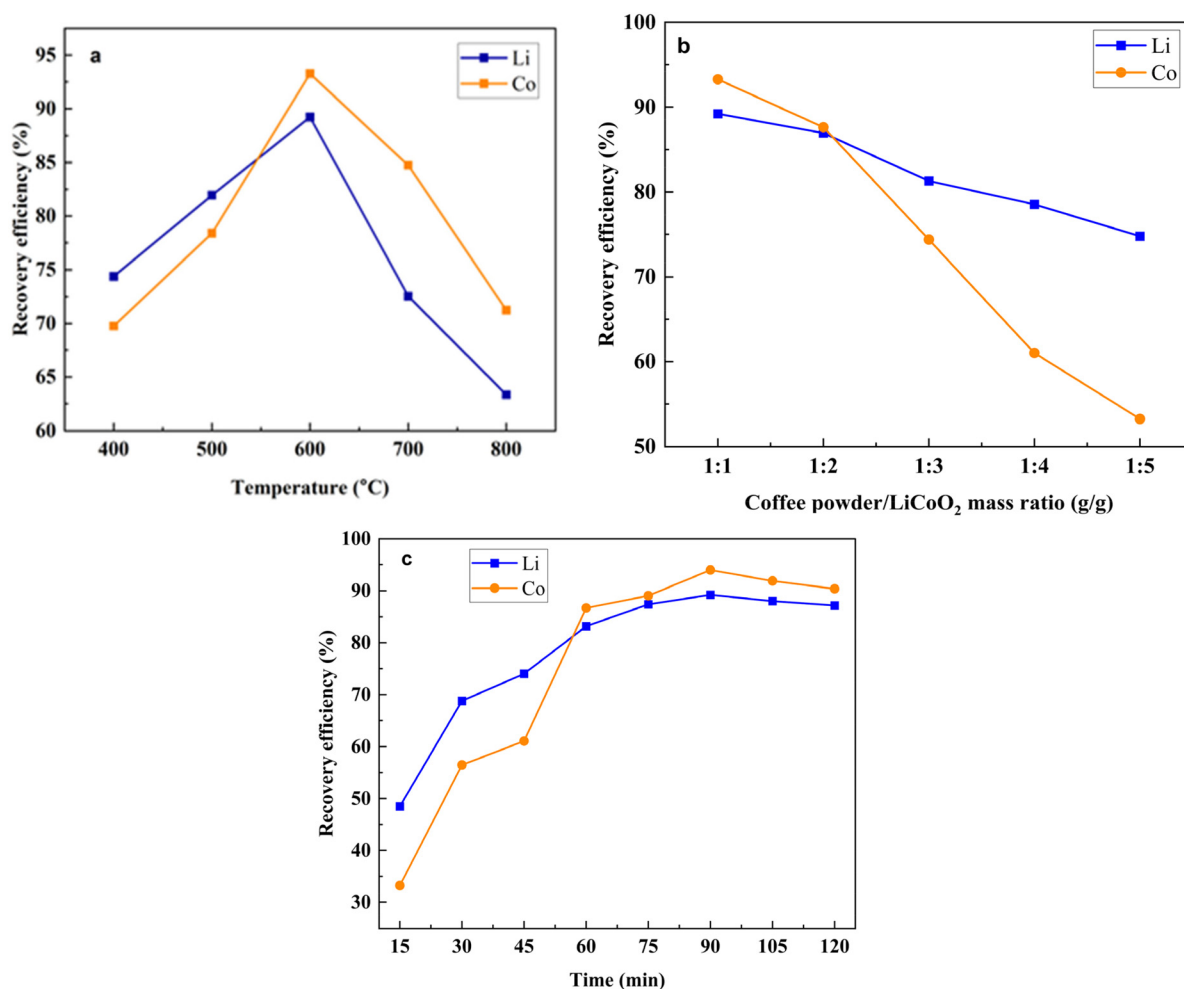 a
Li
Co
95
90
85
80
75
70
65
60
Recovery efficiency (%)
400 500 600 700 800
Temperature (°C)
b
Li
Co
100
90
80
70
60
50
Recovery efficiency (%)
1:1 1:2 1:3 1:4 1:5
Coffee powder/LiCoO₂ mass ratio (g/g)
c
Li
Co
100
90
80
70
60
50
40
30
Recovery efficiency (%)
15 30 45 60 75 90 105 120
Time (min)